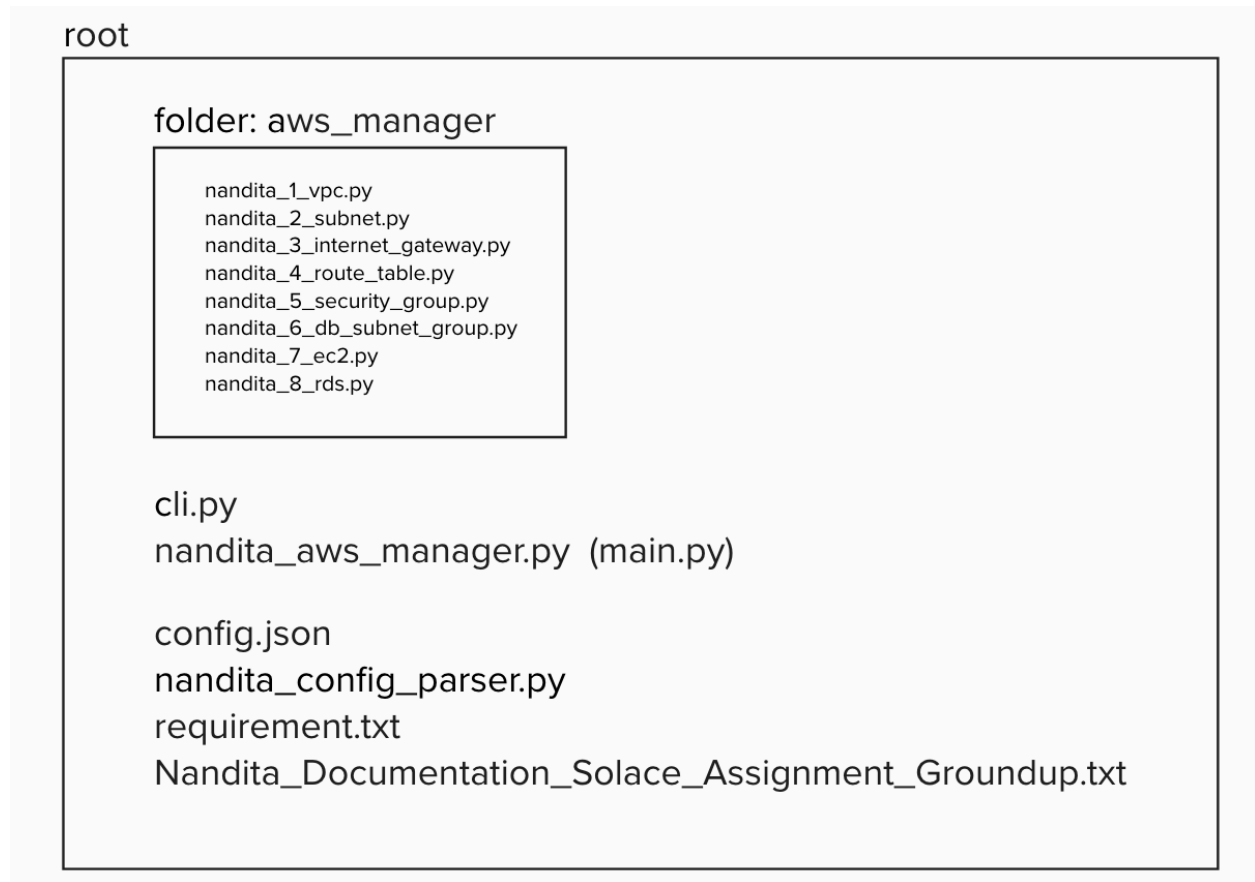 root
folder: aws_manager
nandita_1_vpc.py
nandita_2_subnet.py
nandita_3_internet_gateway.py
nandita_4_route_table.py
nandita_5_security_group.py
nandita_6_db_subnet_group.py
nandita_7_ec2.py
nandita_8_rds.py
cli.py
nandita_aws_manager.py (main.py)
config.json
nandita_config_parser.py
requirement.txt
Nandita_Documentation_Solace_Assignment_Groundup.txt